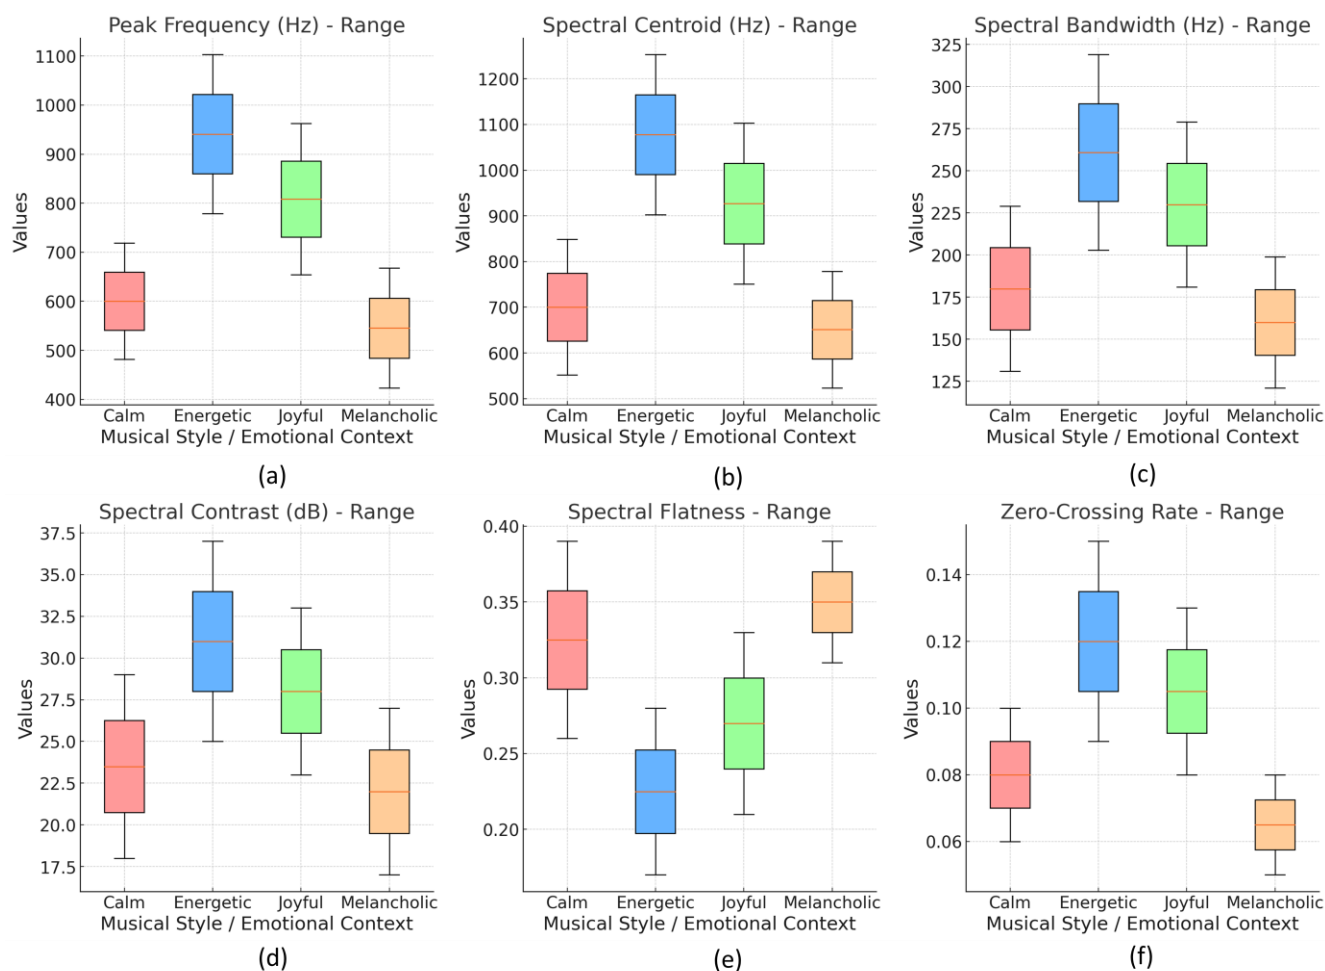 Peak Frequency (Hz) - Range
1100
1000
900
800
700
600
500
400
Values
Calm Energetic Joyful Melancholic
Musical Style / Emotional Context
(a)
Spectral Centroid (Hz) - Range
1200
1100
1000
900
800
700
600
500
Values
Calm Energetic Joyful Melancholic
Musical Style / Emotional Context
(b)
Spectral Bandwidth (Hz) - Range
325
300
275
250
225
200
175
150
125
Values
Calm Energetic Joyful Melancholic
Musical Style / Emotional Context
(c)
Spectral Contrast (dB) - Range
37.5
35.0
32.5
30.0
27.5
25.0
22.5
20.0
17.5
Values
Calm Energetic Joyful Melancholic
Musical Style / Emotional Context
(d)
Spectral Flatness - Range
0.40
0.35
0.30
0.25
0.20
Values
Calm Energetic Joyful Melancholic
Musical Style / Emotional Context
(e)
Zero-Crossing Rate - Range
0.14
0.12
0.10
0.08
0.06
Values
Calm Energetic Joyful Melancholic
Musical Style / Emotional Context
(f)